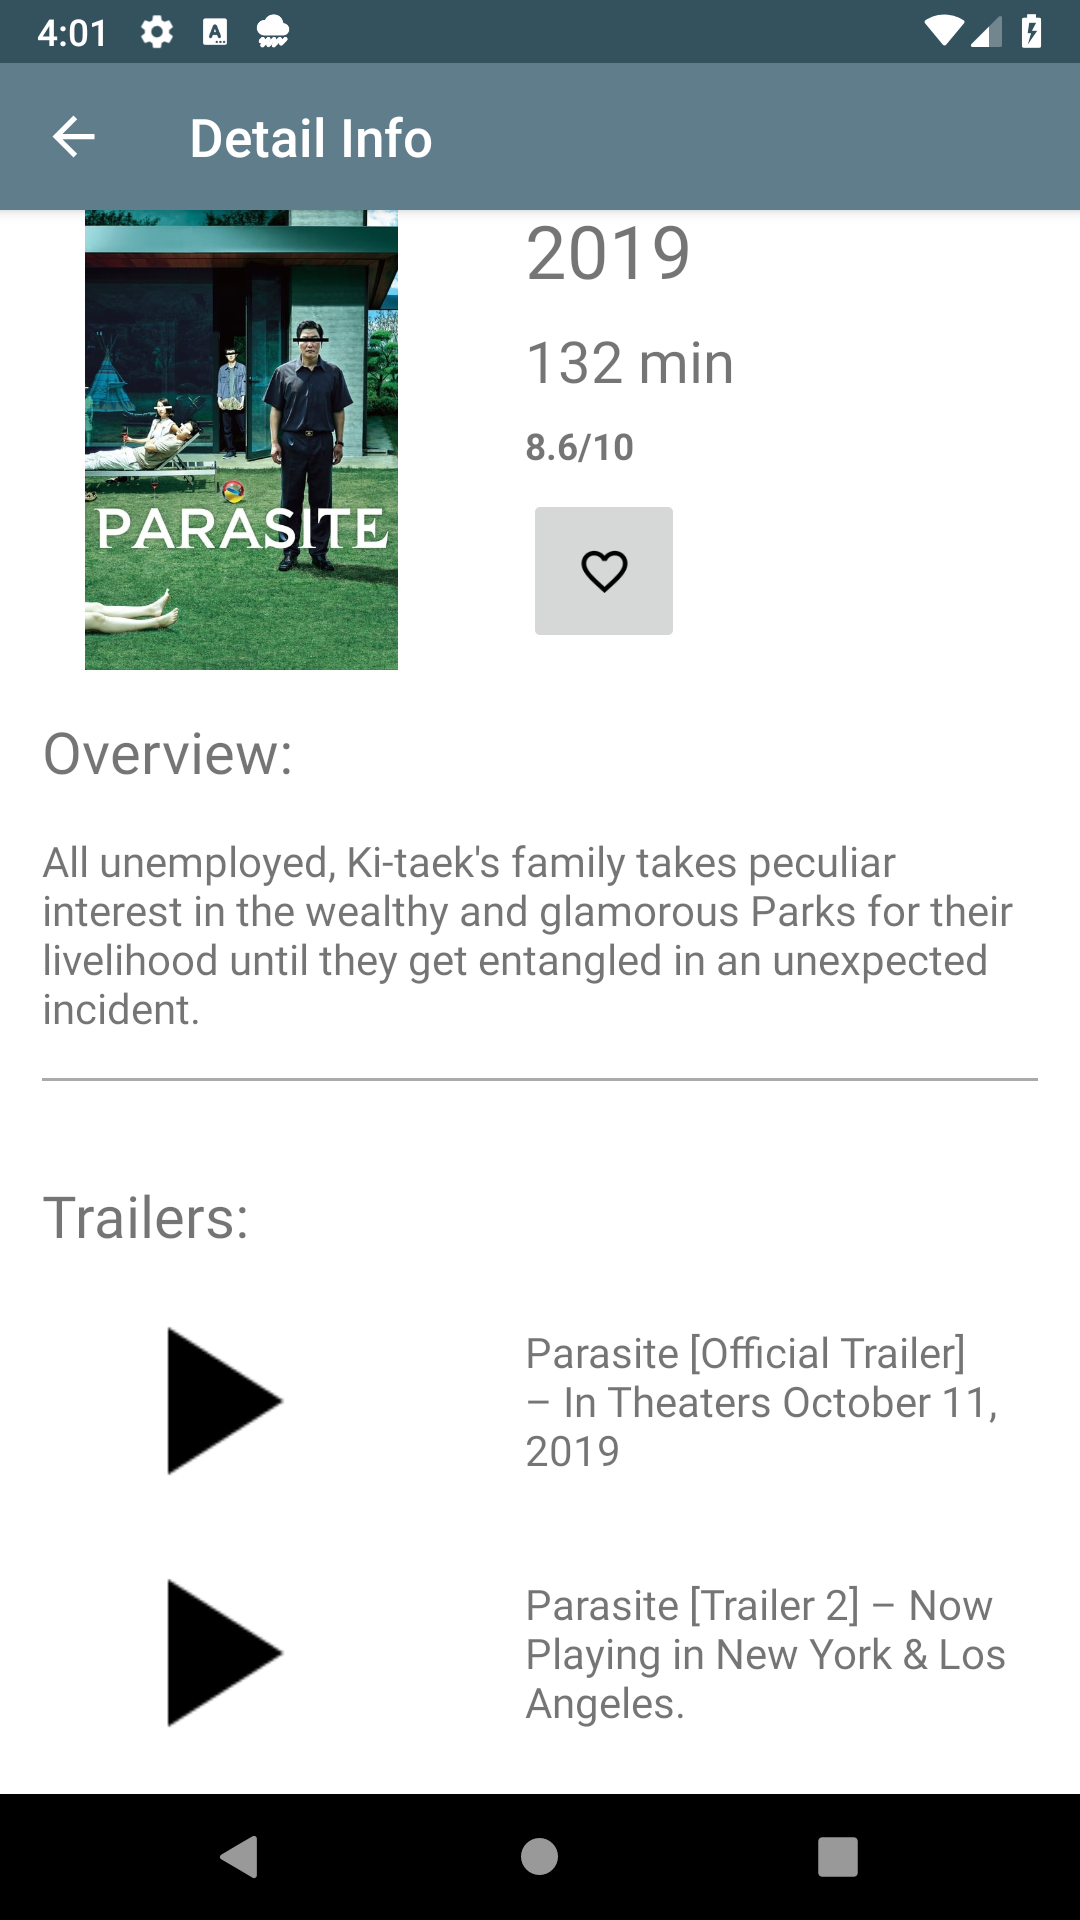 4:01
Detail Info
2019
132 min
8.6/10
PARASITE
Overview:
All unemployed, Ki-taek's family takes peculiar
interest in the wealthy and glamorous Parks for their
livelihood until they get entangled in an unexpected
incident.
Trailers:
Parasite [Official Trailer]
– In Theaters October 11,
2019
Parasite [Trailer 2] – Now
Playing in New York & Los
Angeles.